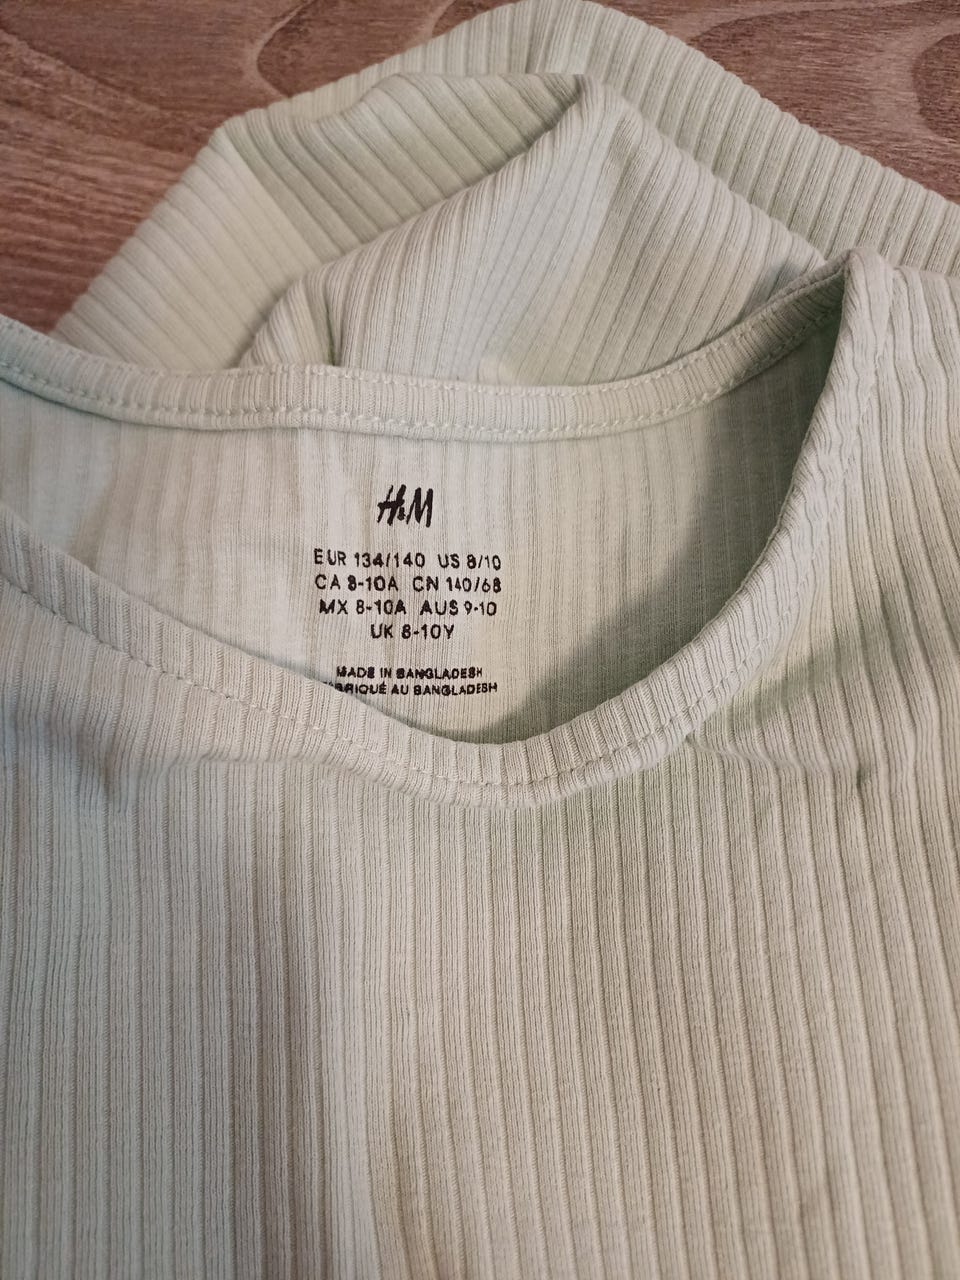 H&M
EUR 134/140 US 8/10
CA 8-10A CN 140/68
MX 8-10A AUS 9-10
UK 8-10Y
MADE IN BANGLADESH
AU BANGLADESH